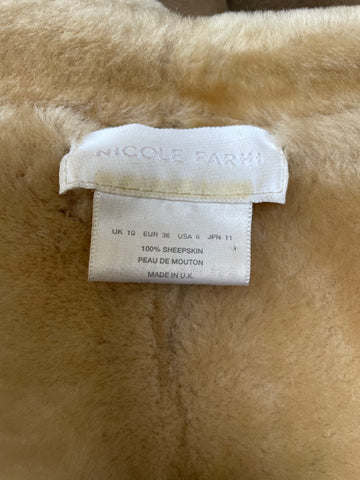 NICOLE FARHI
UK 10 EUR 36 USA 6 JPN 11
100% SHEEPSKIN
PEAU DE MOUTON
MADE IN U.K.